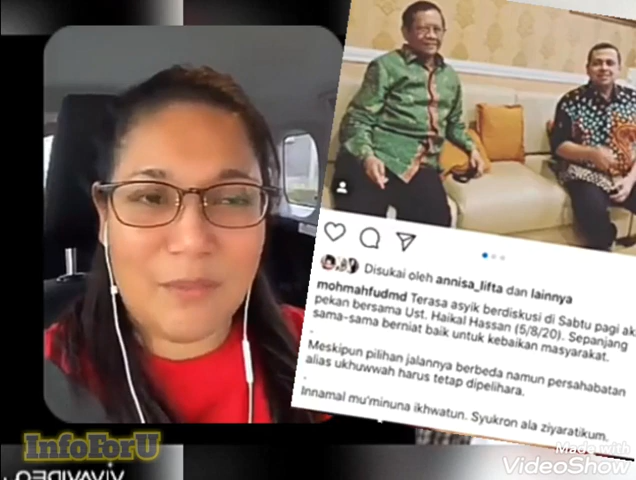 Disukai oleh annisa_lifta dan lainnya
mohmahfudmd Terasa asyik berdiskusi di Sabtu pagi
pekan bersama Ust. Haikal Hassan (5/8/20). Sepanjang
sama-sama berniat baik untuk kebaikan masyarakat.
.
Meskipun pilihan jalannya berbeda namun persahabatan
alias ukhuwwah harus tetap dipelihara.
.
Innamal mu'minuna ikhwatun. Syukron ala ziyaratikum.
InfoForU
VIVAVIDEO
Made with
VideoShow